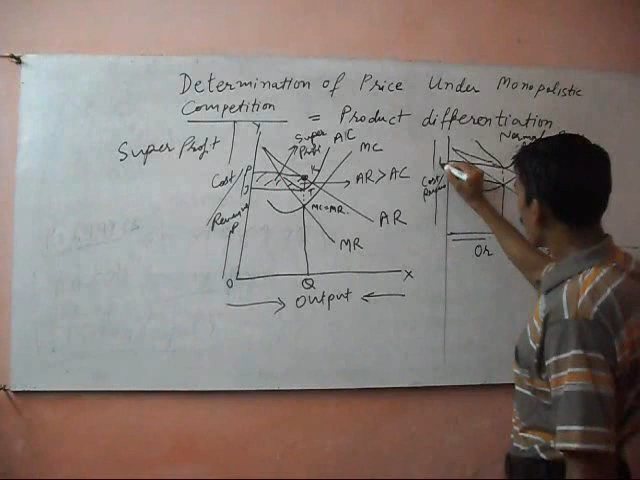 Determination of Price Under Monopolistic
Competition = Product differentiation
Super Profit
Y
Super
Profit
AC
MC
Cost/
Revenue
P
P
K
T
AR > AC
MC=MR
AR
MR
O
Q
X
Output
Normal
Cost/
Or